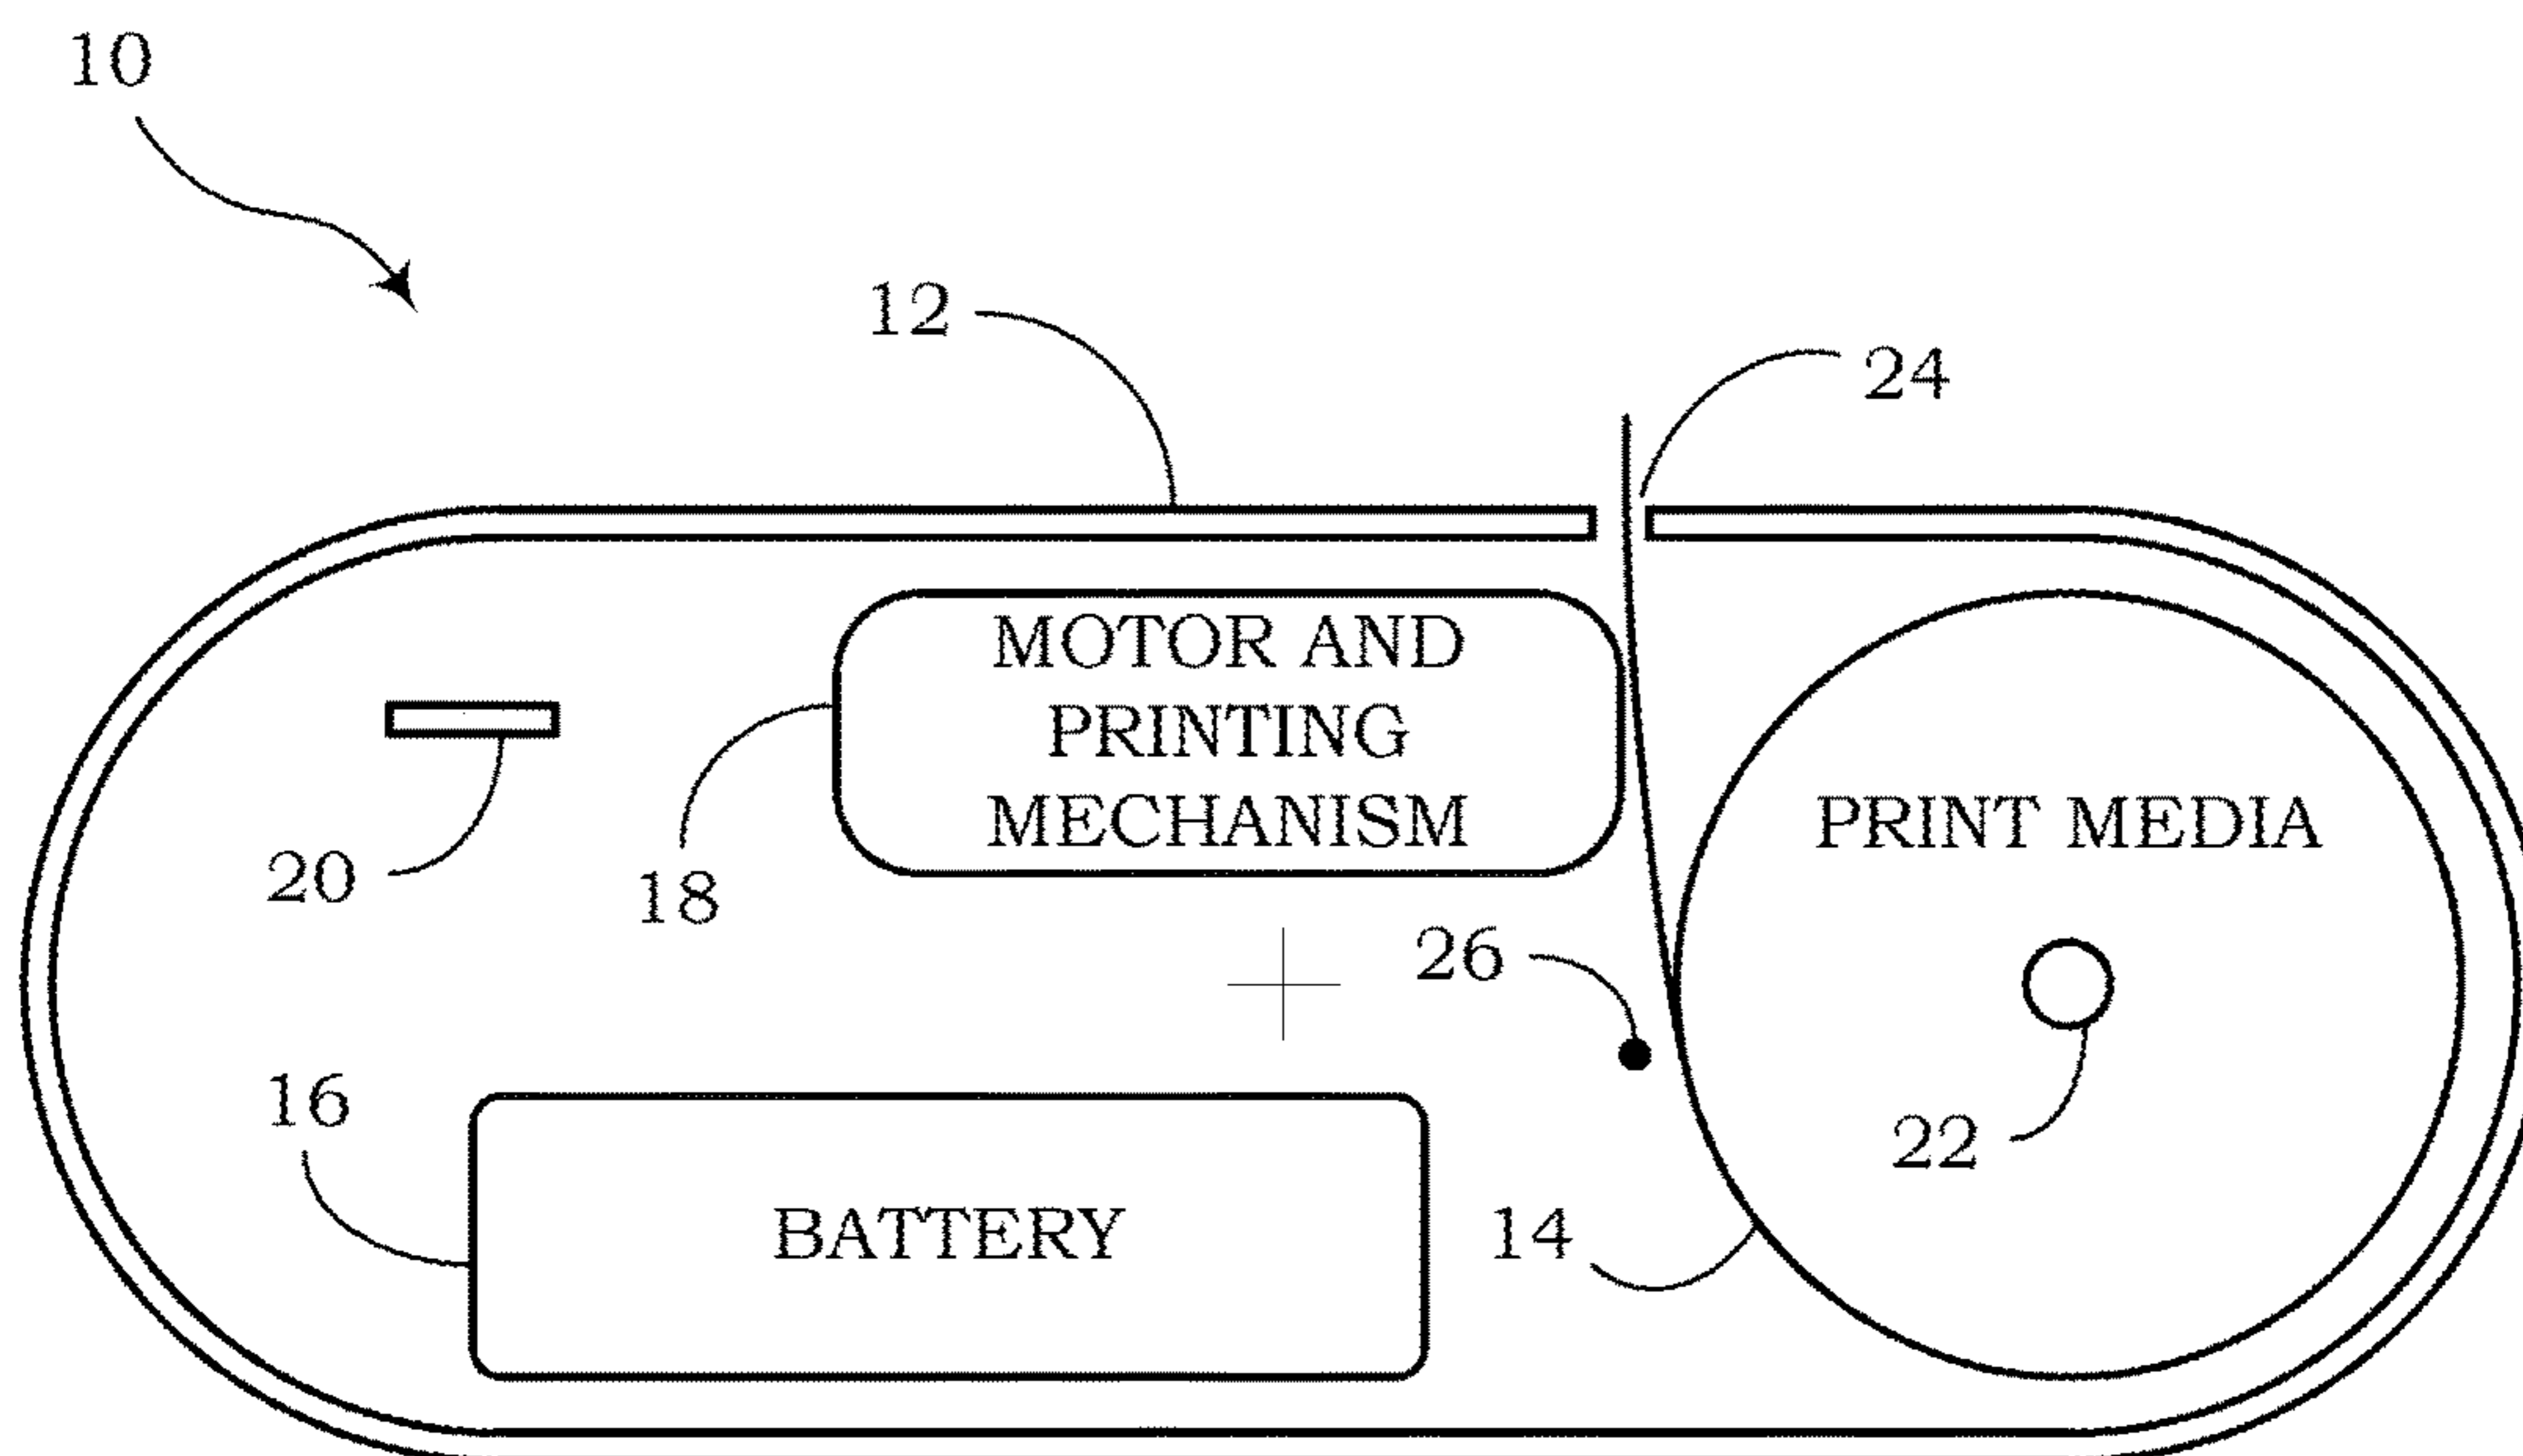 10
12
24
MOTOR AND
PRINTING
MECHANISM
PRINT MEDIA
20
18
26
16
22
BATTERY
14